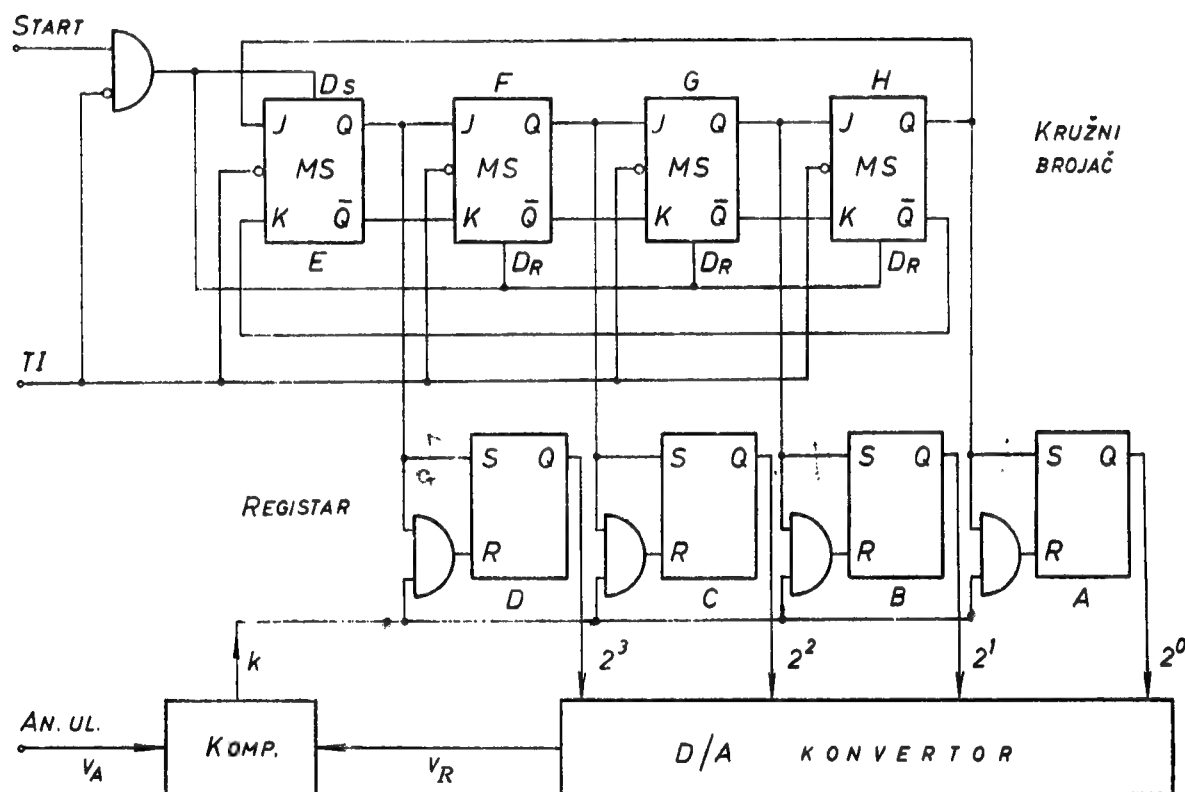 START
Ds F G H
J Q J Q J Q J Q
KRUŽNI
BROJAČ
MS MS MS MS
K Q̅ K Q̅ K Q̅ K Q̅
E DR DR DR
TI
S Q S Q S Q S Q
REGISTAR
R R R R
D C B A
k 2³ 2² 2¹ 2⁰
AN. UL.
VA
KOMP.
VR
D/A KONVERTOR